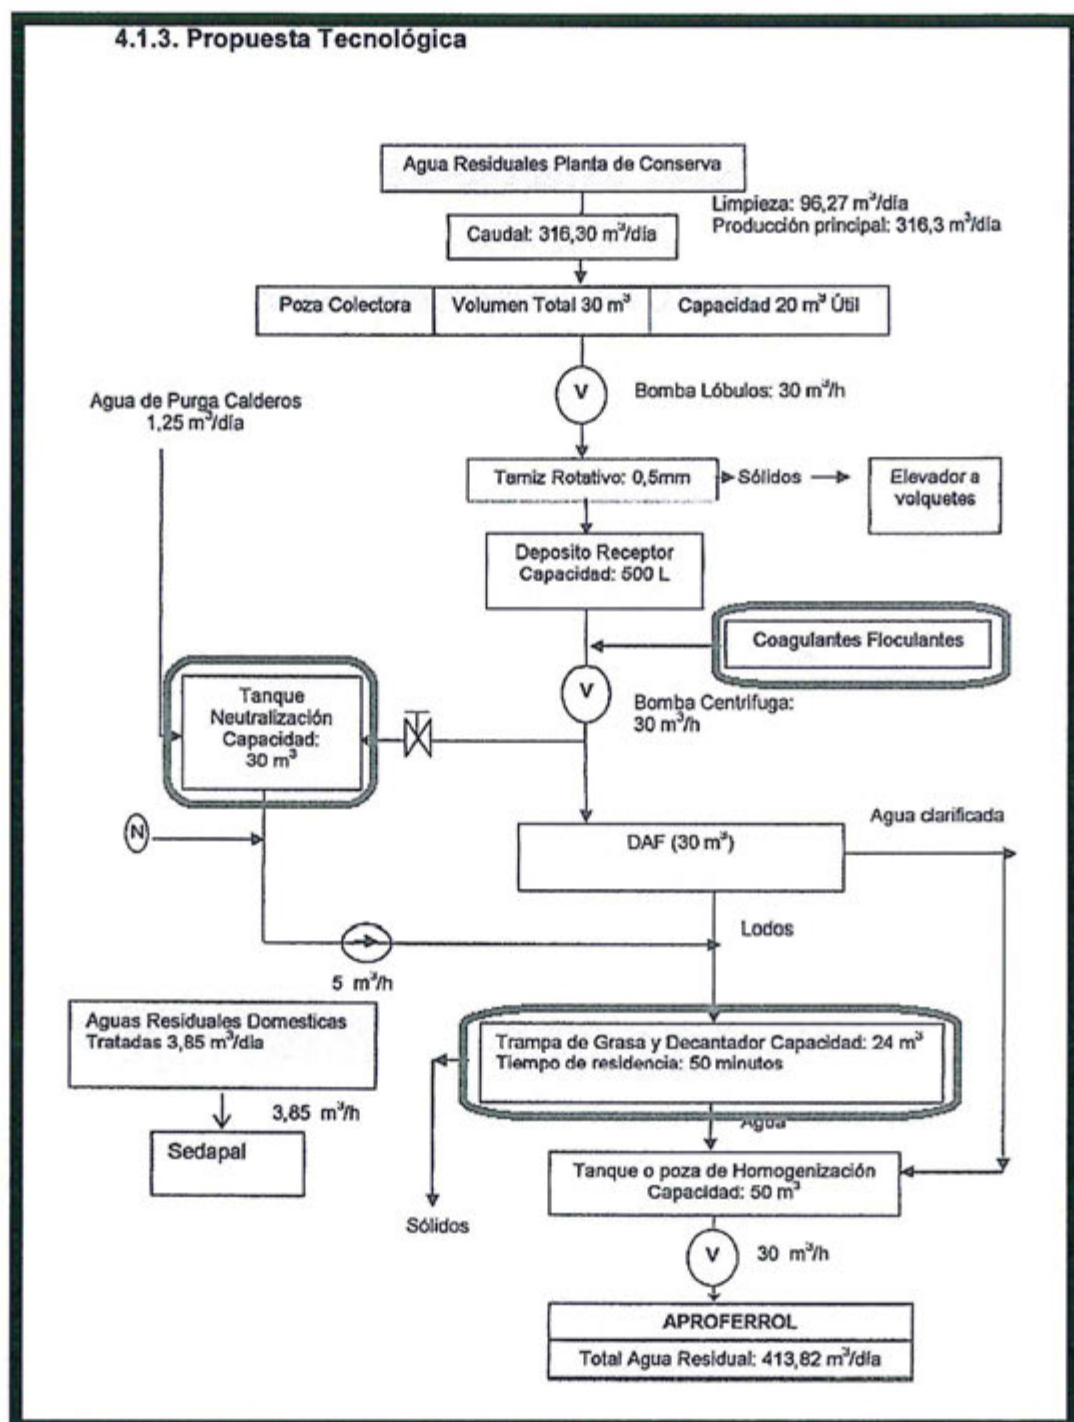 4.1.3. Propuesta Tecnológica
Agua Residuales Planta de Conserva
Limpieza: 96,27 m³/día
Producción principal: 316,3 m³/día
Caudal: 316,30 m³/día
Poza Colectora
Volumen Total 30 m³
Capacidad 20 m³ Útil
V
Bomba Lóbulos: 30 m³/h
Agua de Purga Calderos
1,25 m³/día
Tamiz Rotativo: 0,5mm
Sólidos
Elevador a
volquetes
Deposito Receptor
Capacidad: 500 L
Coagulantes Floculantes
Tanque
Neutralización
Capacidad:
30 m³
V
Bomba Centrifuga:
30 m³/h
N
DAF (30 m³)
Agua clarificada
Lodos
5 m³/h
Aguas Residuales Domesticas
Tratadas 3,85 m³/dia
3,85 m³/h
Sedapal
Trampa de Grasa y Decantador Capacidad: 24 m³
Tiempo de residencia: 50 minutos
Agua
Sólidos
Tanque o poza de Homogenización
Capacidad: 50 m³
V
30 m³/h
APROFERROL
Total Agua Residual: 413,82 m³/día